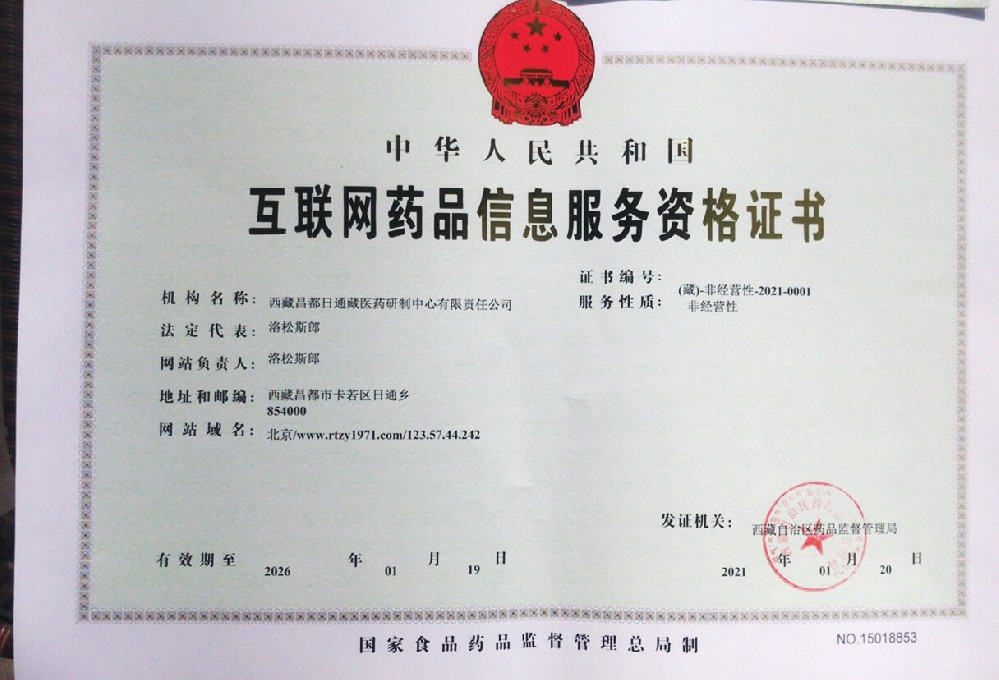 中华人民共和国
互联网药品信息服务资格证书
证书编号：
(藏)-非经营性-2021-0001
机构名称：
西藏昌都日通藏医药研制中心有限责任公司
服务性质：
非经营性
法定代表：
洛松斯郎
网站负责人：
洛松斯郎
地址和邮编：
西藏昌都市卡若区日通乡
854000
网站域名：
北京/www.rtzy1971.com/123.57.44.242
发证机关：
西藏自治区药品监督管理局
有效期至 2026 年 01 月 19 日
2021 年 01 月 20 日
国家食品药品监督管理总局制
NO.15018853